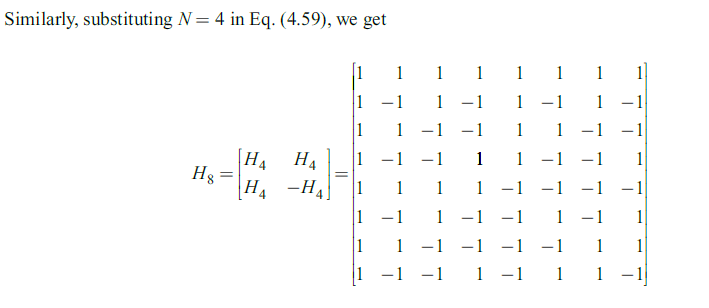 Similarly, substituting N = 4 in Eq. (4.59), we get
H₈ = [H₄ H₄; H₄ −H₄] =
[1 1 1 1 1 1 1 1
1 −1 1 −1 1 −1 1 −1
1 1 −1 −1 1 1 −1 −1
1 −1 −1 1 1 −1 −1 1
1 1 1 1 −1 −1 −1 −1
1 −1 1 −1 −1 1 −1 1
1 1 −1 −1 −1 −1 1 1
1 −1 −1 1 −1 1 1 −1]